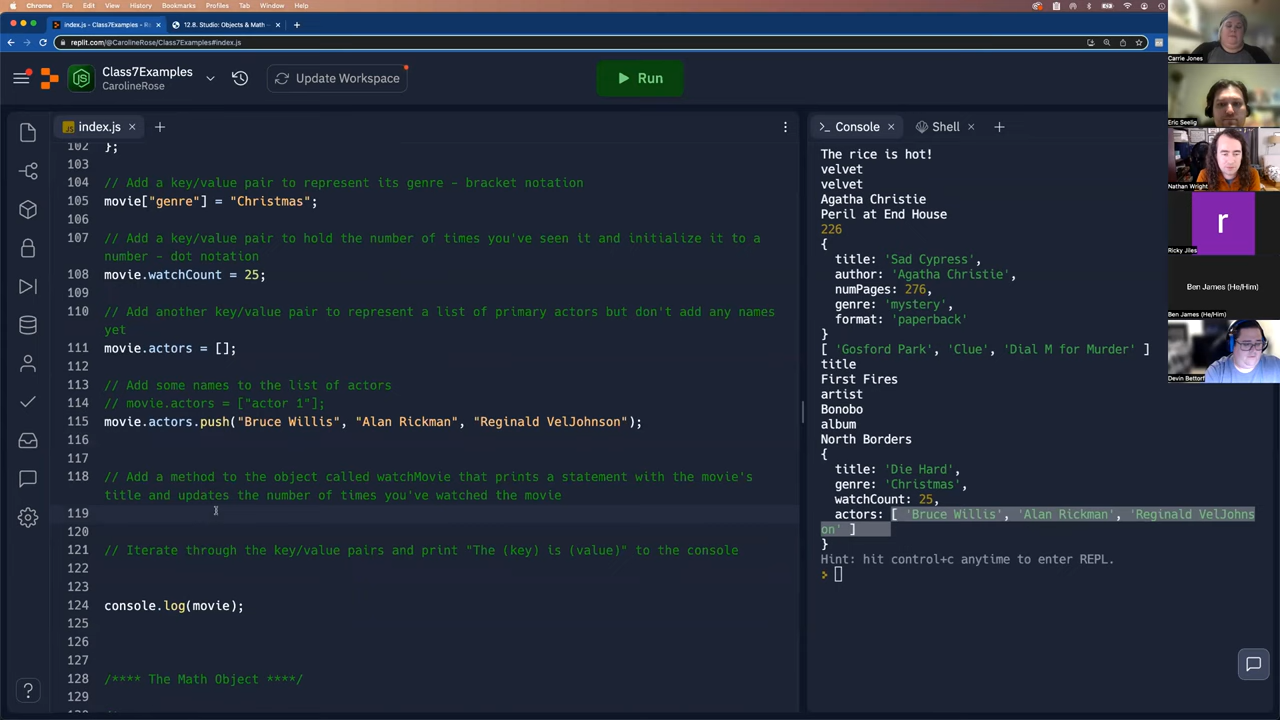 Chrome File Edit View History Bookmarks Profiles Tab Window Help
index.js - Class7Examples - Re
12.8. Studio: Objects & Math
replit.com/@CarolineRose/Class7Examples#index.js
Class7Examples
CarolineRose
Update Workspace
Run
index.js
102 };
103
104 // Add a key/value pair to represent its genre - bracket notation
105 movie["genre"] = "Christmas";
106
107 // Add a key/value pair to hold the number of times you've seen it and initialize it to a
number - dot notation
108 movie.watchCount = 25;
109
110 // Add another key/value pair to represent a list of primary actors but don't add any names
yet
111 movie.actors = [];
112
113 // Add some names to the list of actors
114 // movie.actors = ["actor 1"];
115 movie.actors.push("Bruce Willis", "Alan Rickman", "Reginald VelJohnson");
116
117
118 // Add a method to the object called watchMovie that prints a statement with the movie's
title and updates the number of times you've watched the movie
119
120
121 // Iterate through the key/value pairs and print "The (key) is (value)" to the console
122
123
124 console.log(movie);
125
126
127
128 /**** The Math Object ****/
129
Console
Shell
The rice is hot!
velvet
velvet
Agatha Christie
Peril at End House
226
{
title: 'Sad Cypress',
author: 'Agatha Christie',
numPages: 276,
genre: 'mystery',
format: 'paperback'
}
[ 'Gosford Park', 'Clue', 'Dial M for Murder' ]
title
First Fires
artist
Bonobo
album
North Borders
{
title: 'Die Hard',
genre: 'Christmas',
watchCount: 25,
actors: [ 'Bruce Willis', 'Alan Rickman', 'Reginald VelJohns
on' ]
}
Hint: hit control+c anytime to enter REPL.
>
Carrie Jones
Eric Seelig
Nathan Wright
r
Ricky Jiles
Ben James (He/Him)
Ben James (He/Him)
Devin Bettorf